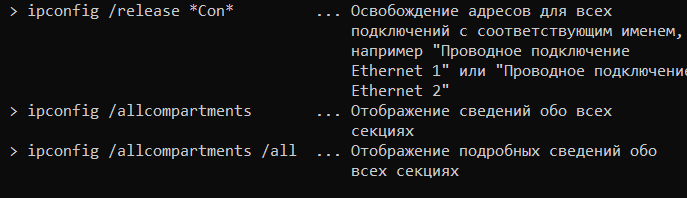 > ipconfig /release *Con* ... Освобождение адресов для всех
подключений с соответствующим именем,
например "Проводное подключение
Ethernet 1" или "Проводное подключение
Ethernet 2"
> ipconfig /allcompartments ... Отображение сведений обо всех
секциях
> ipconfig /allcompartments /all ... Отображение подробных сведений обо
всех секциях